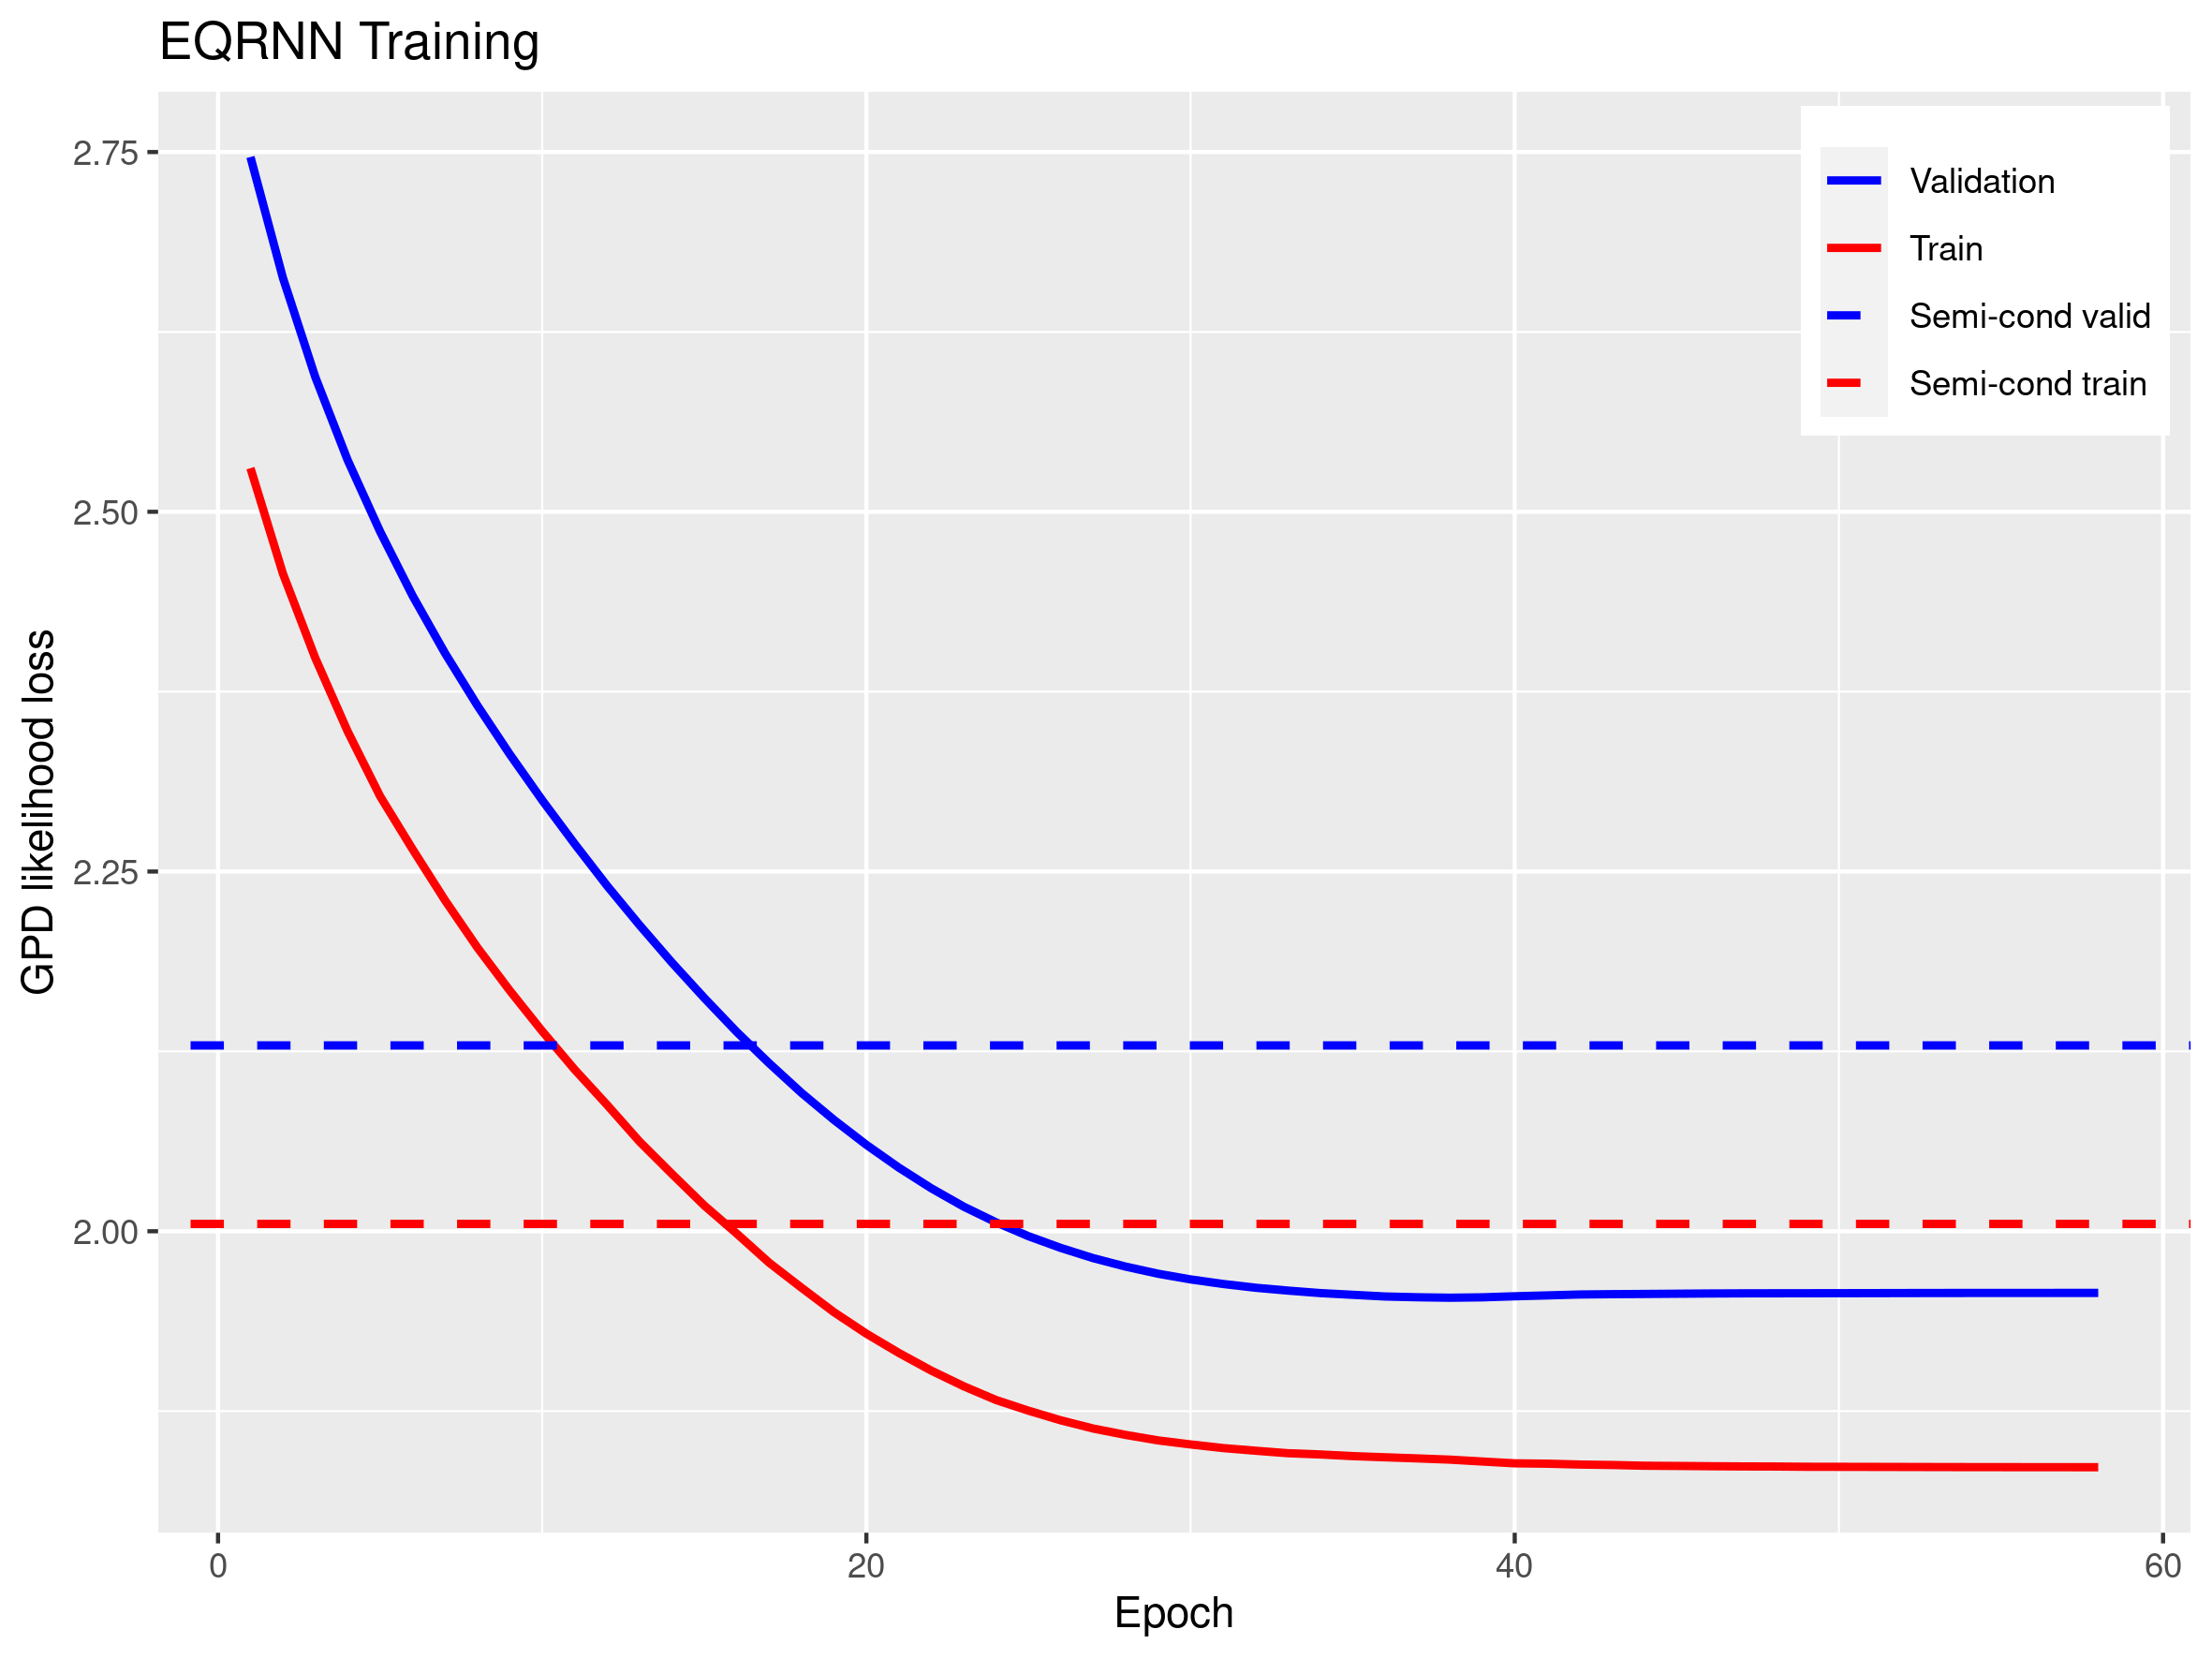 EQRNN Training
GPD likelihood loss
2.75
2.50
2.25
2.00
Validation
Train
Semi-cond valid
Semi-cond train
0
20
40
60
Epoch